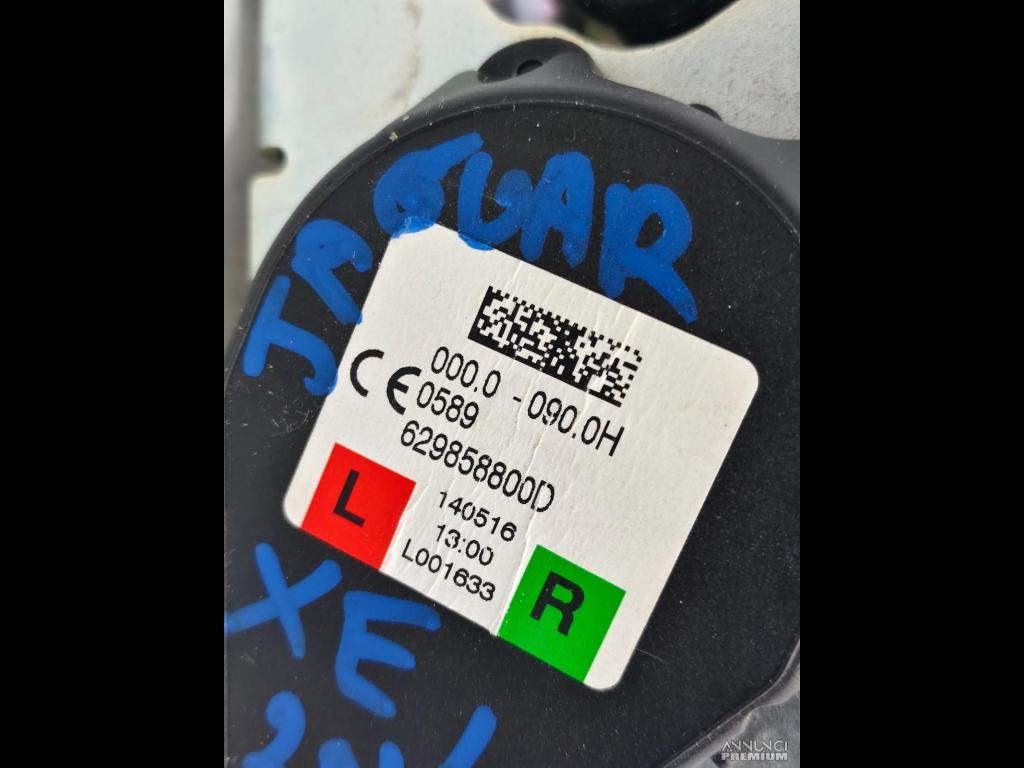 JAGUAR
000.0 -090.0H
CE 0589
629858800D
140516
13:00
L001633
L
R
XE
ANNUNCI
PREMIUM